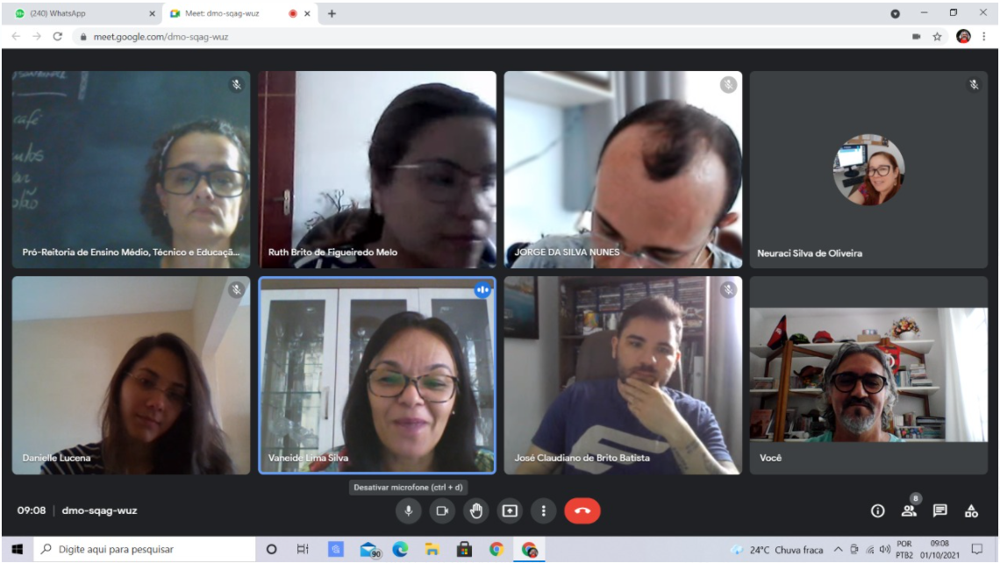 (240) WhatsApp
Meet: dmo-sqag-wuz
meet.google.com/dmo-sqag-wuz
café
Pró-Reitoria de Ensino Médio, Técnico e Educaçã...
Ruth Brito de Figueiredo Melo
JORGE DA SILVA NUNES
Neuraci Silva de Oliveira
Danielle Lucena
Vaneide Lima Silva
José Claudiano de Brito Batista
Você
Desativar microfone (ctrl + d)
09:08 | dmo-sqag-wuz
8
Digite aqui para pesquisar
90
24°C Chuva fraca
POR
PTB2
09:08
01/10/2021